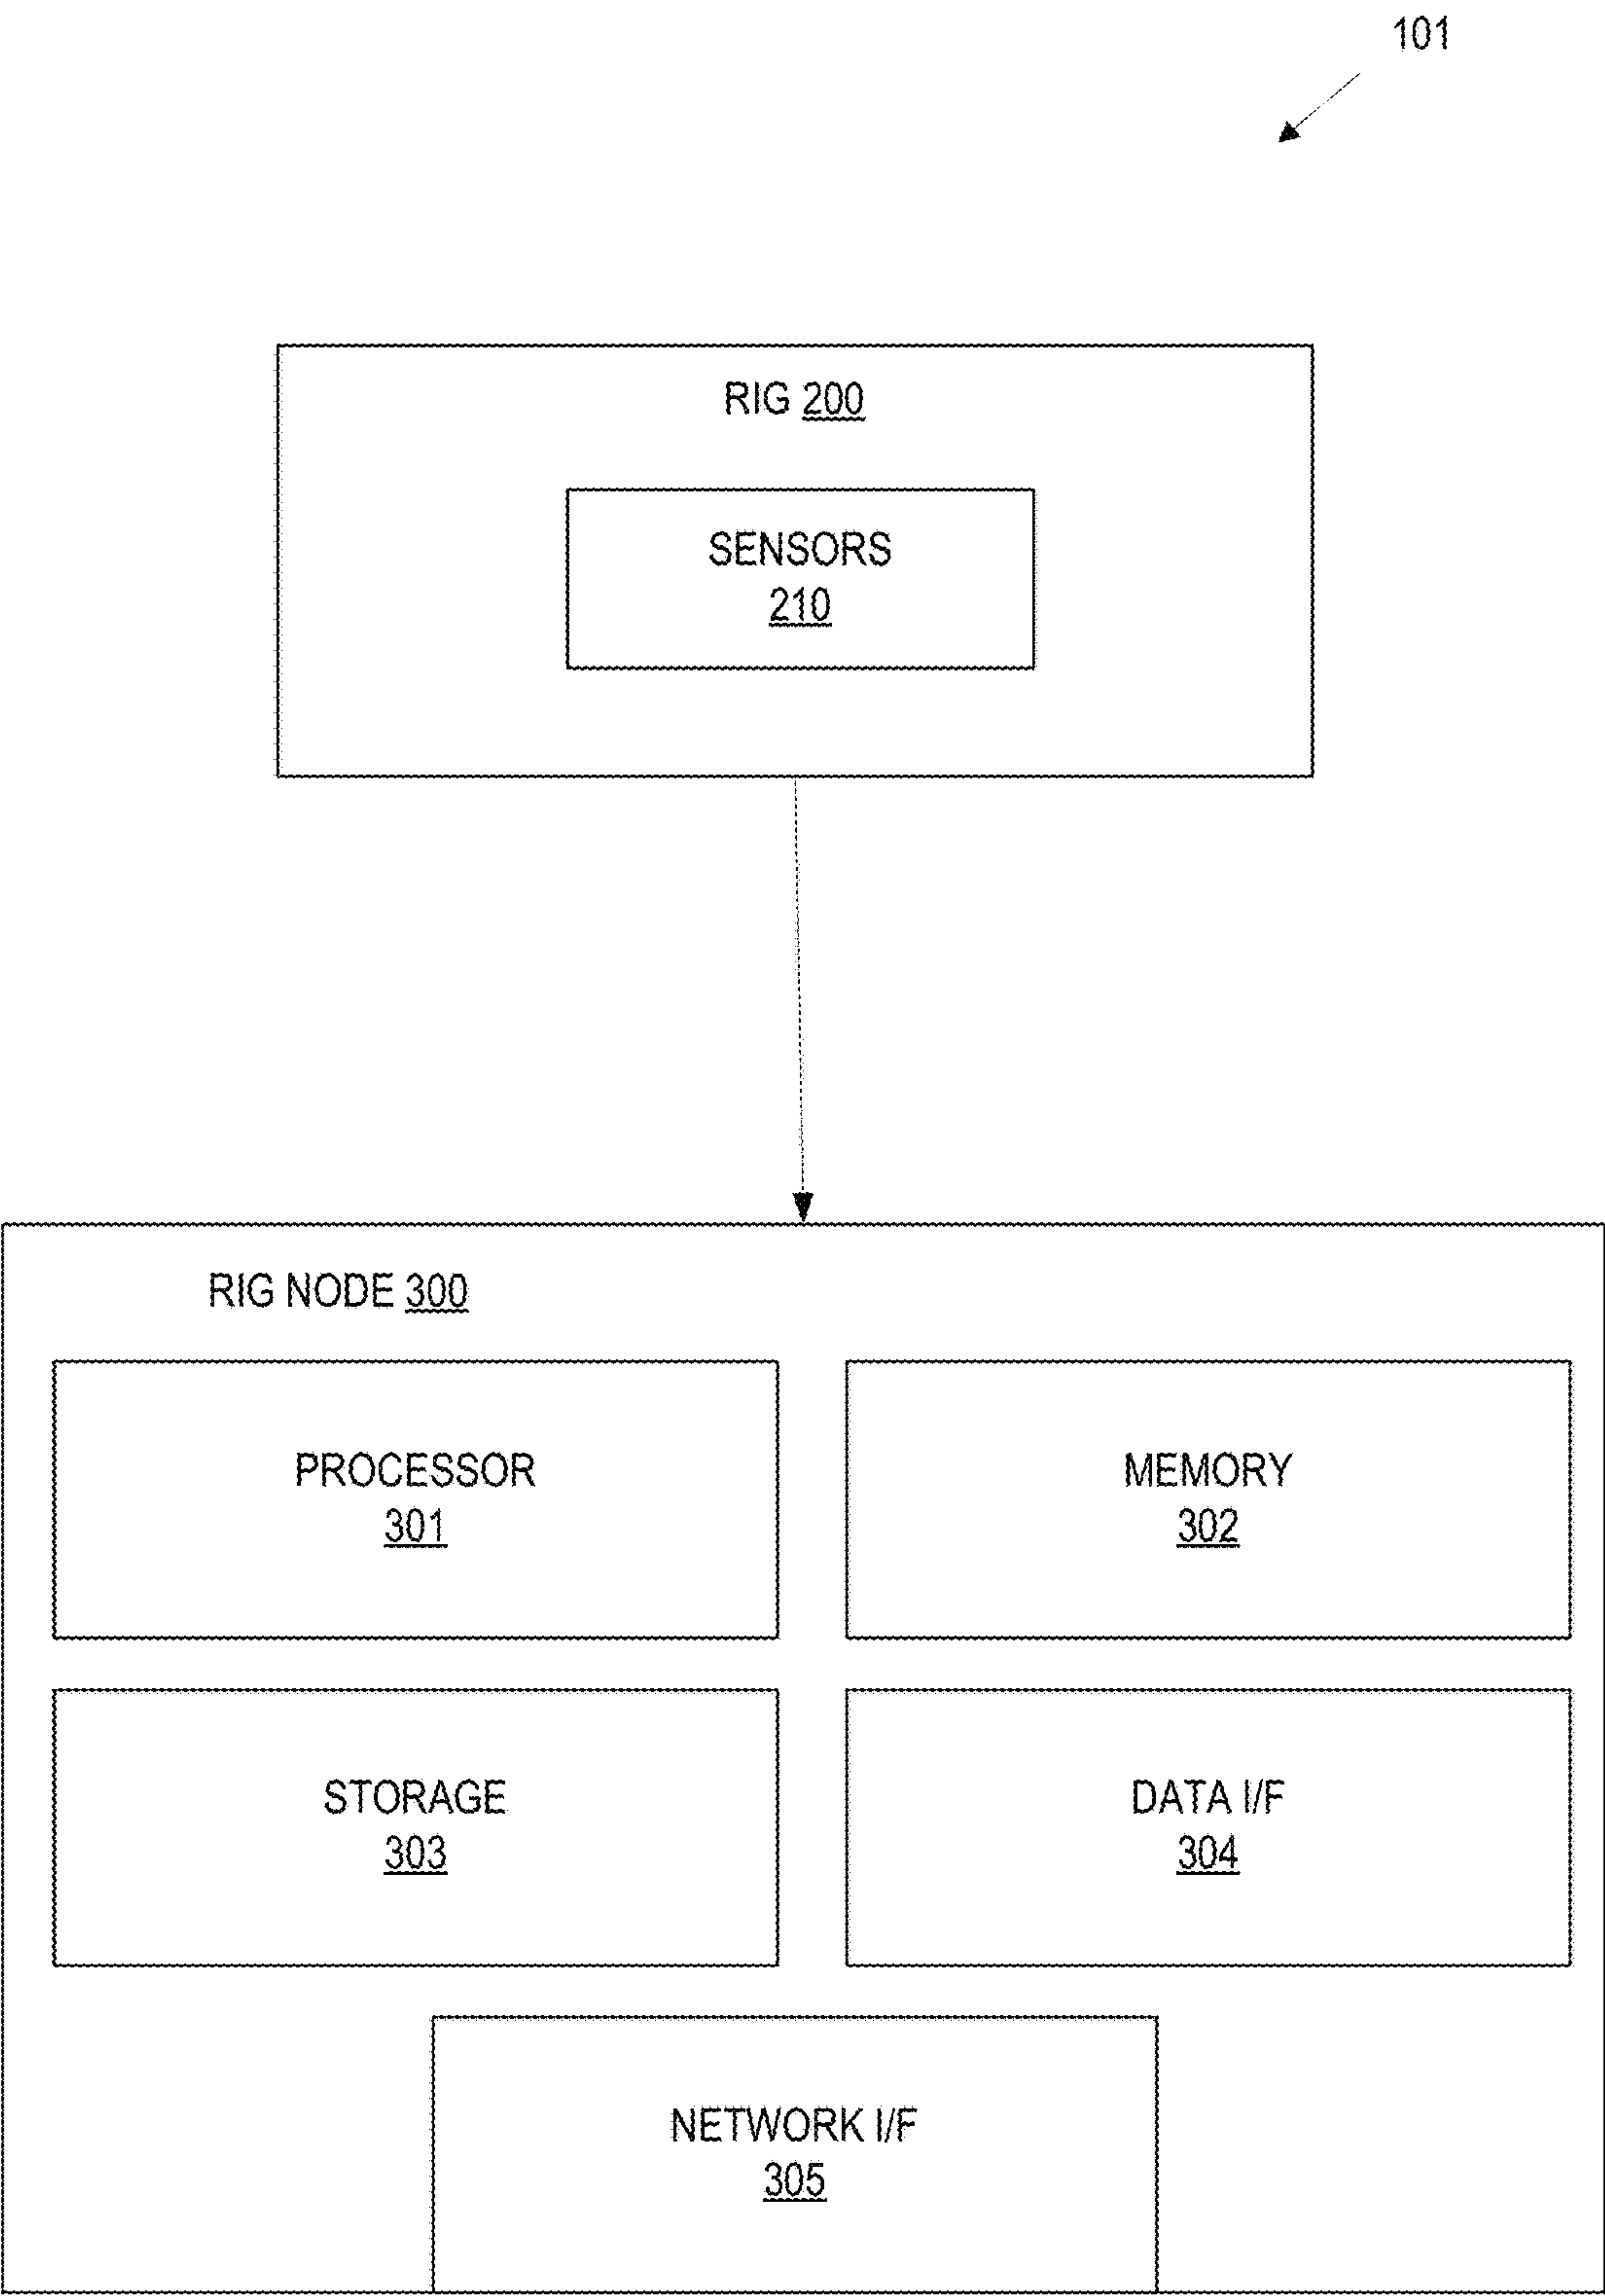 101
RIG 200
SENSORS
210
RIG NODE 300
PROCESSOR
301
MEMORY
302
STORAGE
303
DATA I/F
304
NETWORK I/F
305